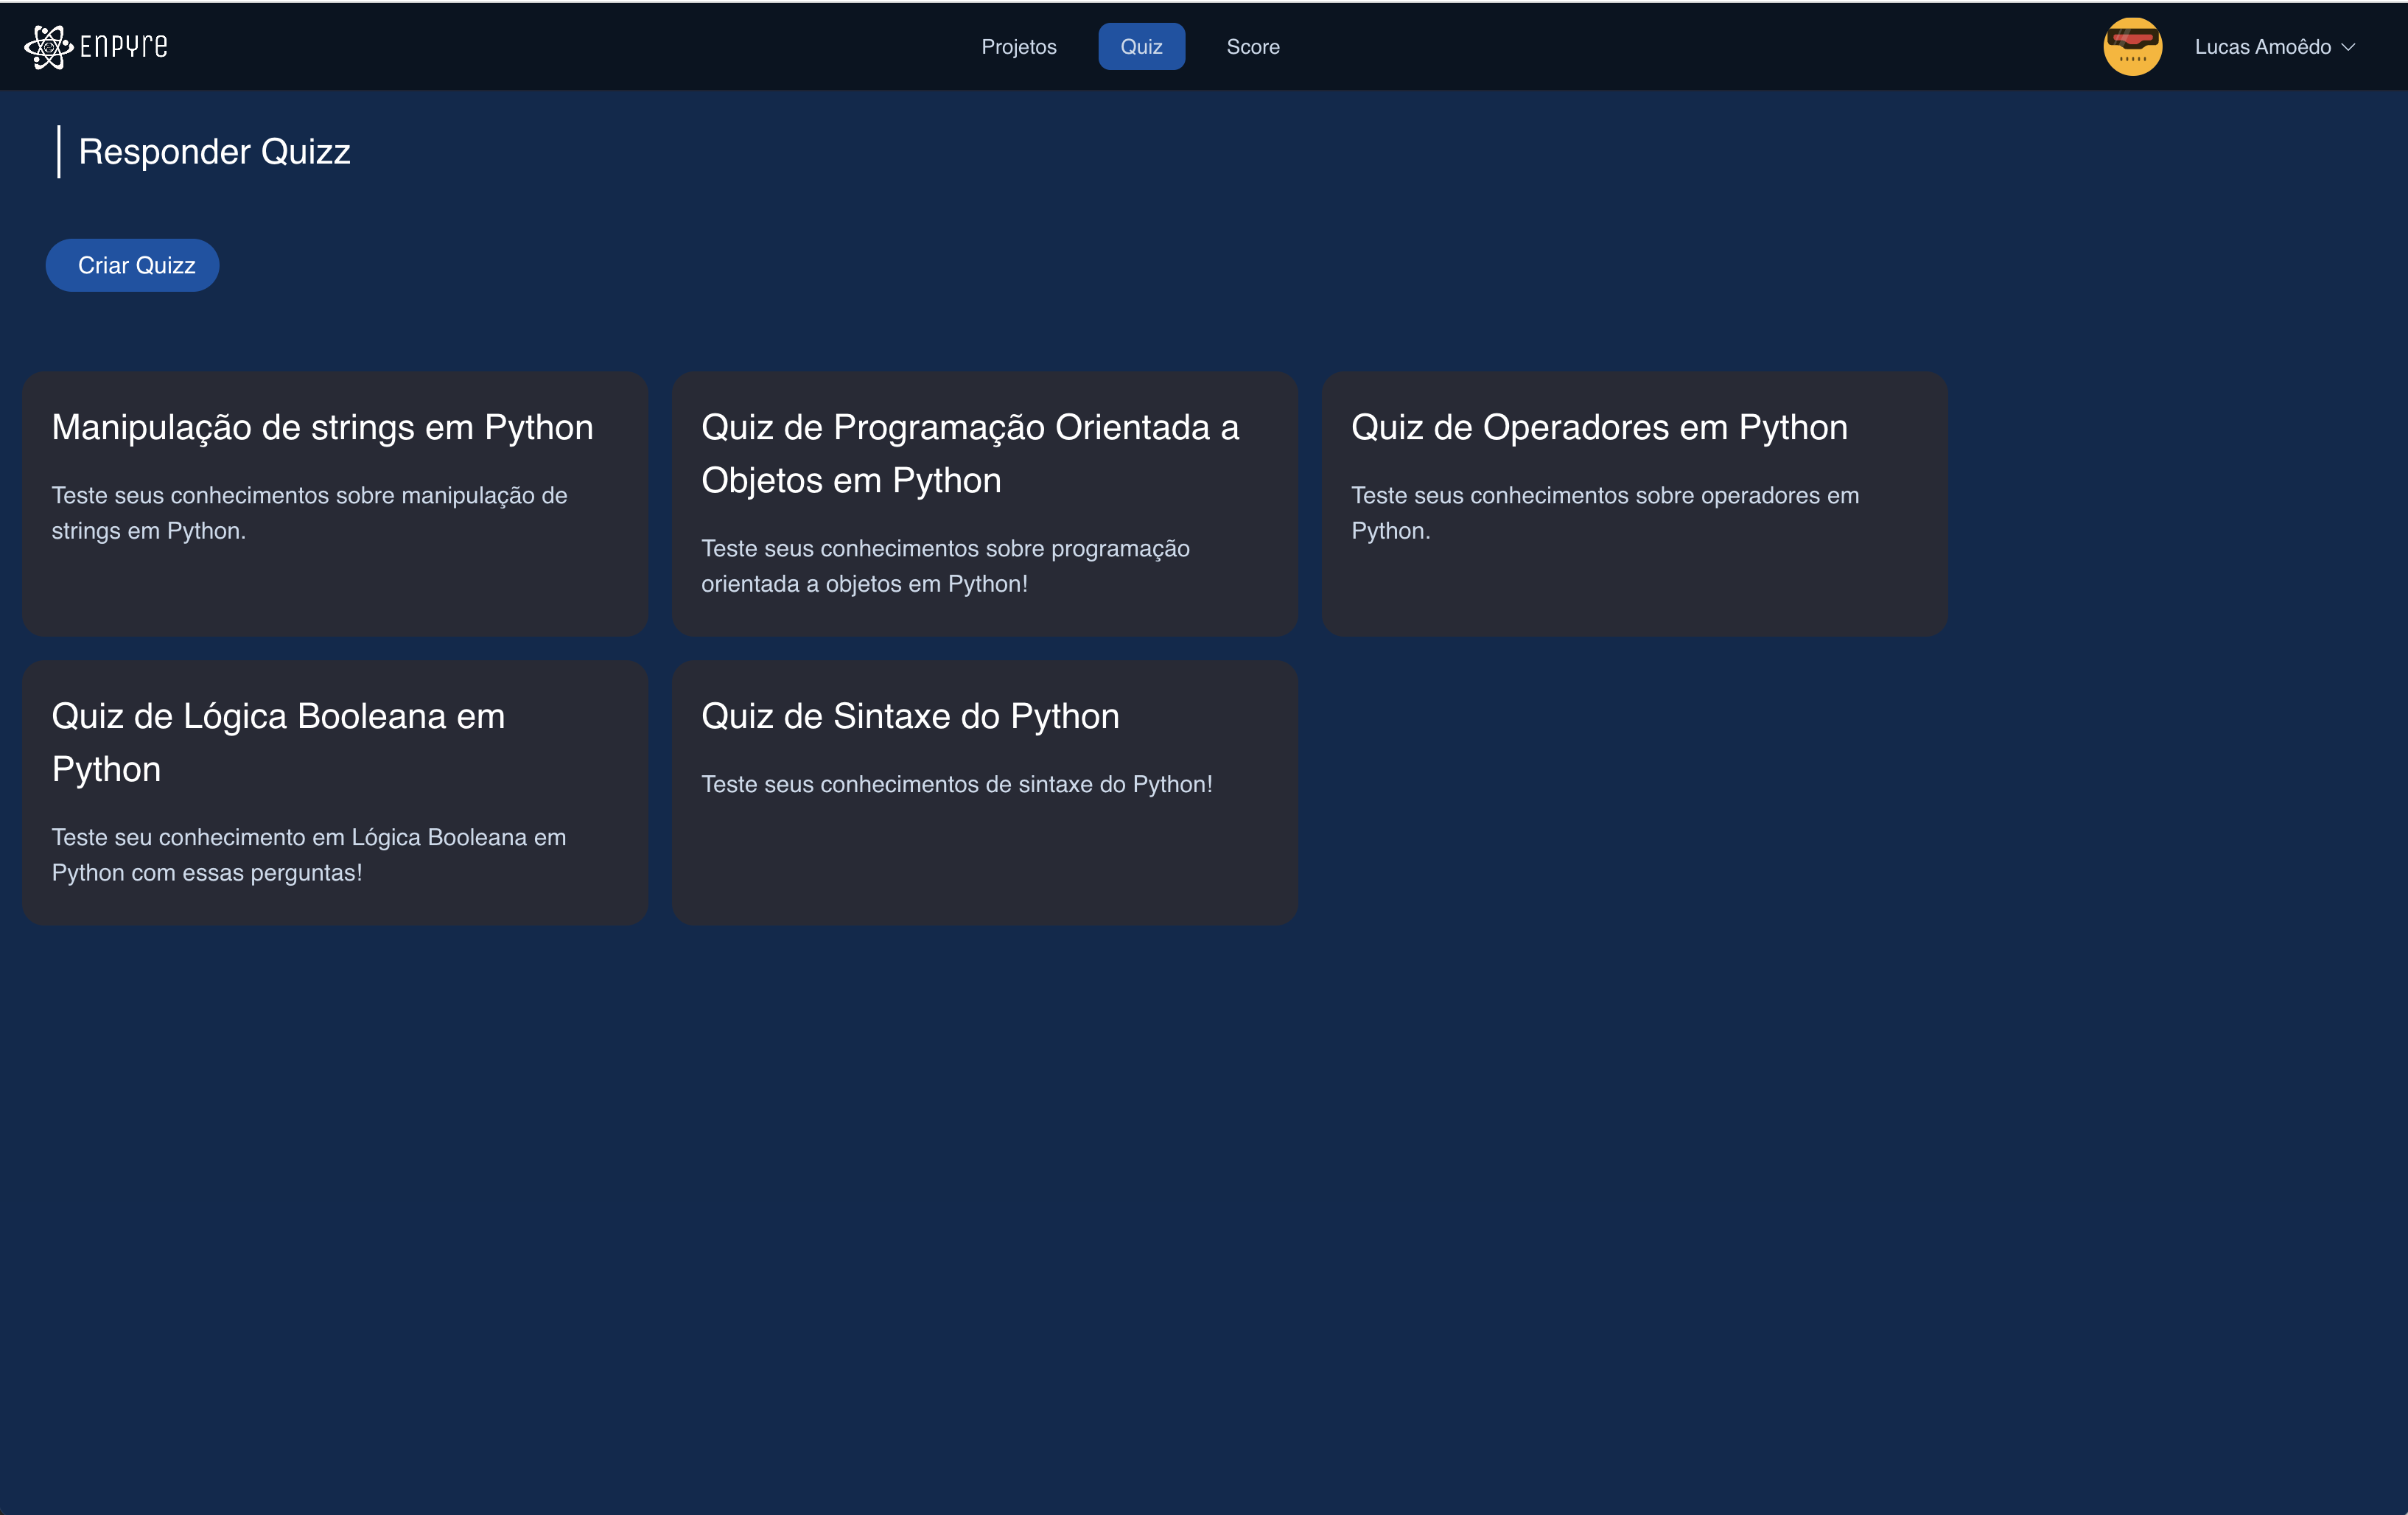 ENPYRE
Projetos
Quiz
Score
Lucas Amoêdo
Responder Quizz
Criar Quizz
Manipulação de strings em Python
Teste seus conhecimentos sobre manipulação de
strings em Python.
Quiz de Programação Orientada a
Objetos em Python
Teste seus conhecimentos sobre programação
orientada a objetos em Python!
Quiz de Operadores em Python
Teste seus conhecimentos sobre operadores em
Python.
Quiz de Lógica Booleana em
Python
Teste seu conhecimento em Lógica Booleana em
Python com essas perguntas!
Quiz de Sintaxe do Python
Teste seus conhecimentos de sintaxe do Python!